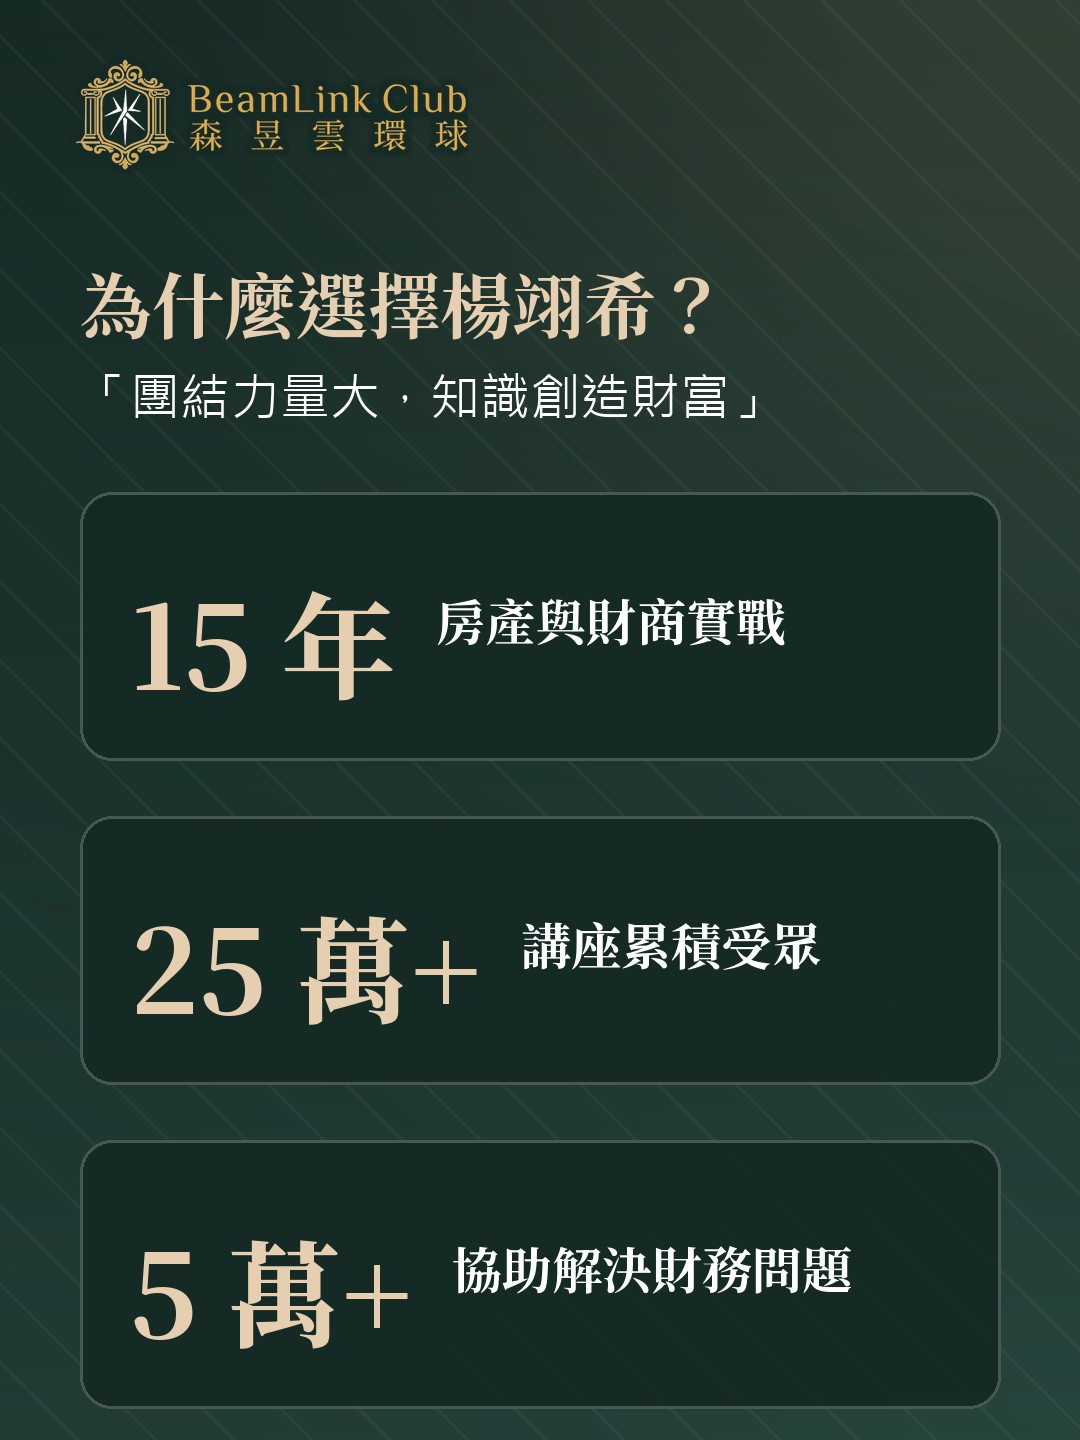 BeamLink Club
森昱雲環球
為什麼選擇楊翊希？
「團結力量大，知識創造財富」
15 年 房產與財商實戰
25 萬+ 講座累積受眾
5 萬+ 協助解決財務問題